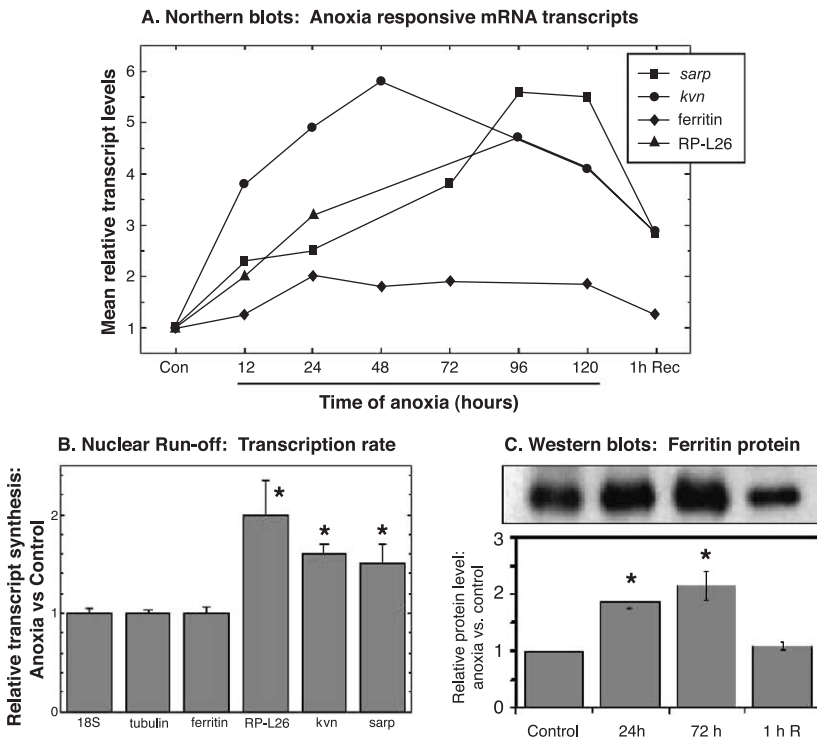 A. Northern blots: Anoxia responsive mRNA transcripts
Mean relative transcript levels
6
5
4
3
2
1
sarp
kvn
ferritin
RP-L26
Con
12
24
48
72
96
120
1h Rec
Time of anoxia (hours)
B. Nuclear Run-off: Transcription rate
Relative transcript synthesis:
Anoxia vs Control
2
1
0
*
*
*
18S
tubulin
ferritin
RP-L26
kvn
sarp
C. Western blots: Ferritin protein
Relative protein level:
anoxia vs. control
3
2
1
0
*
*
Control
24h
72 h
1 h R